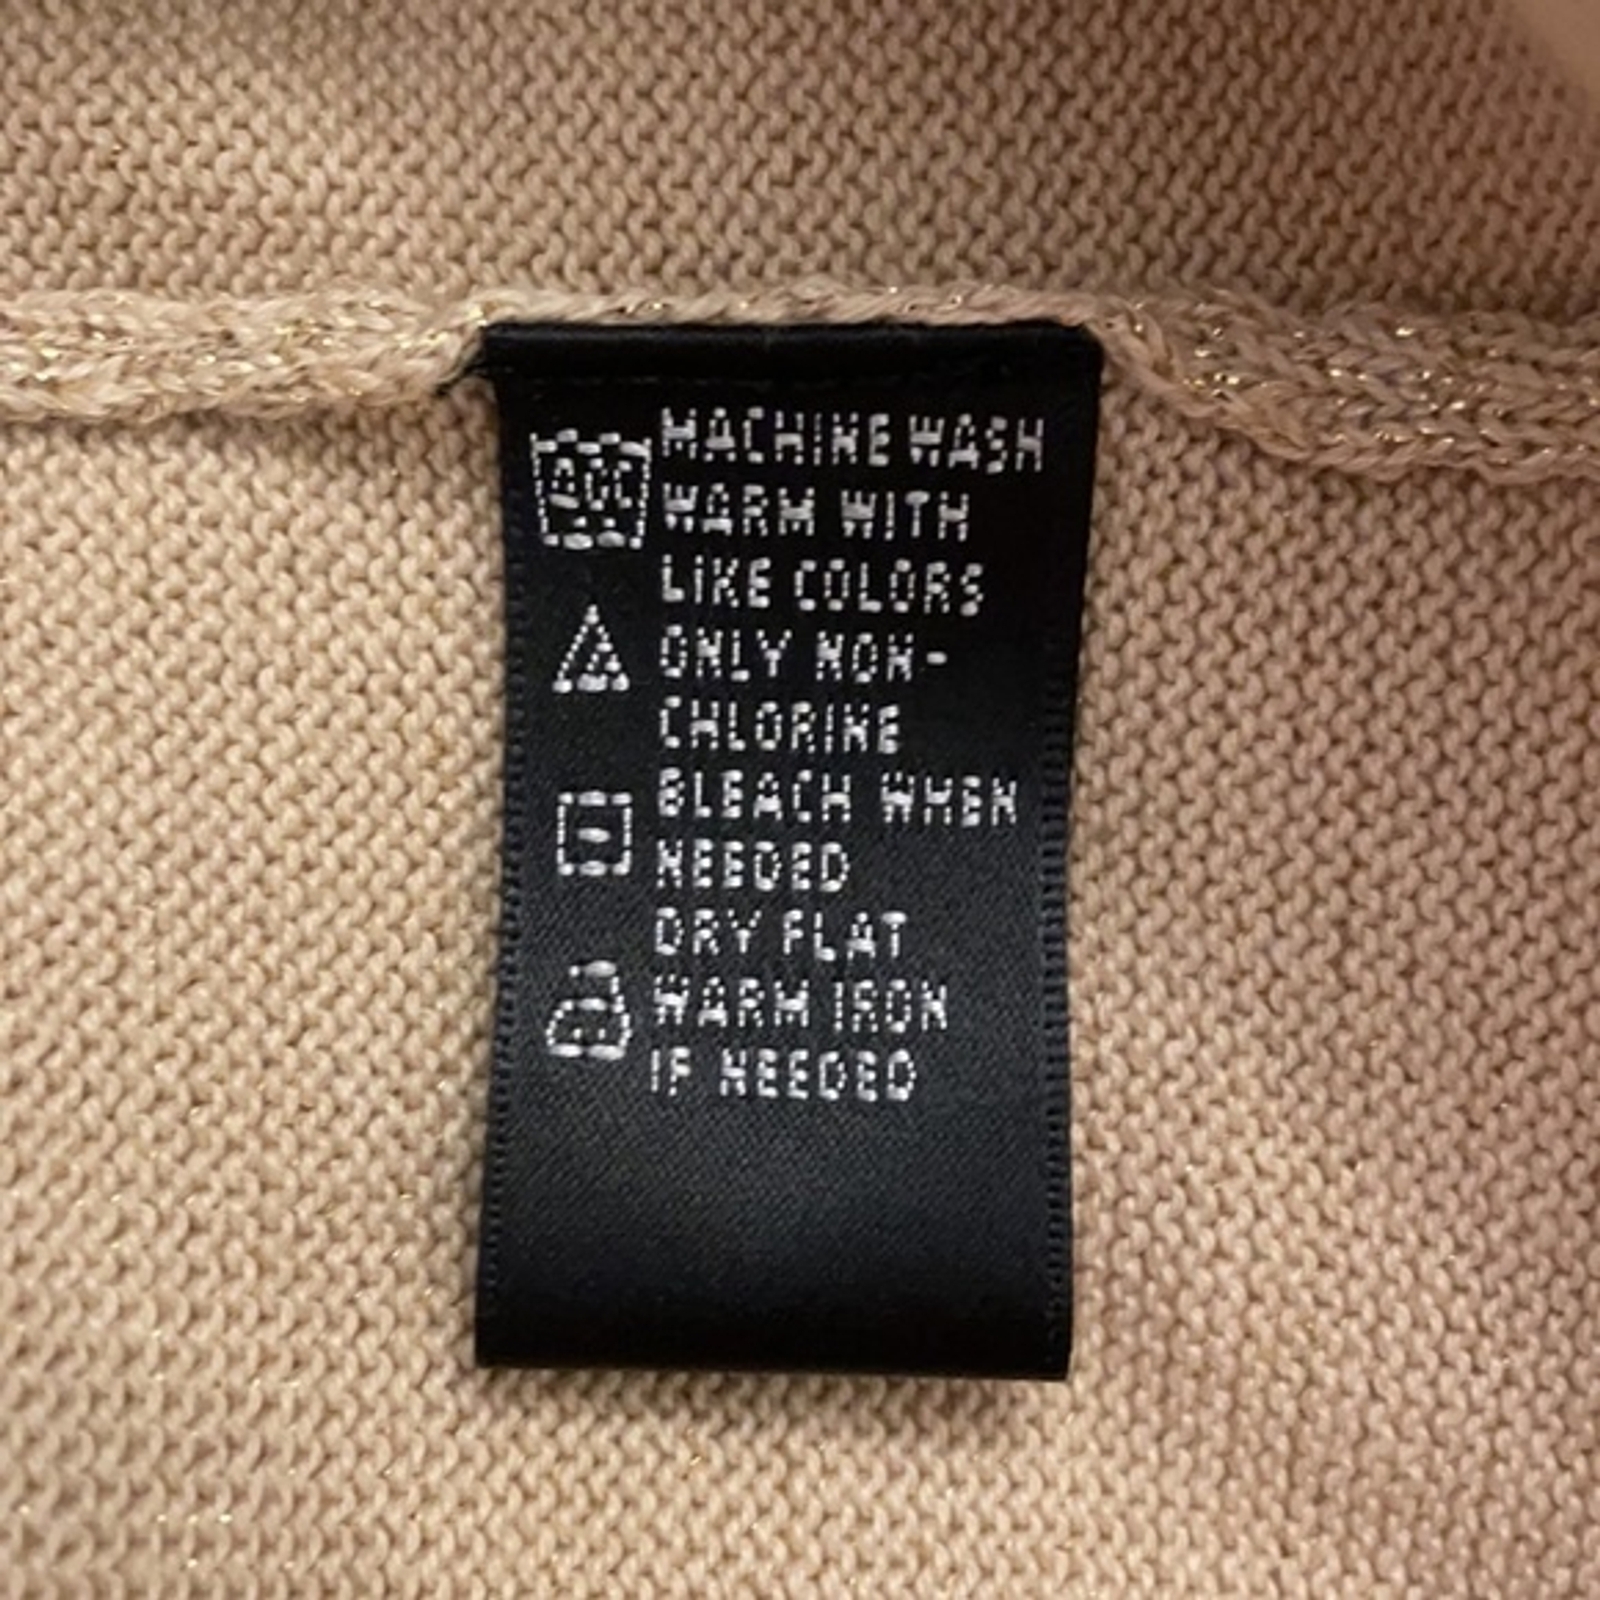 MACHINE WASH
WARM WITH
LIKE COLORS
ONLY NON-
CHLORINE
BLEACH WHEN
NEEDED
DRY FLAT
WARM IRON
IF NEEDED